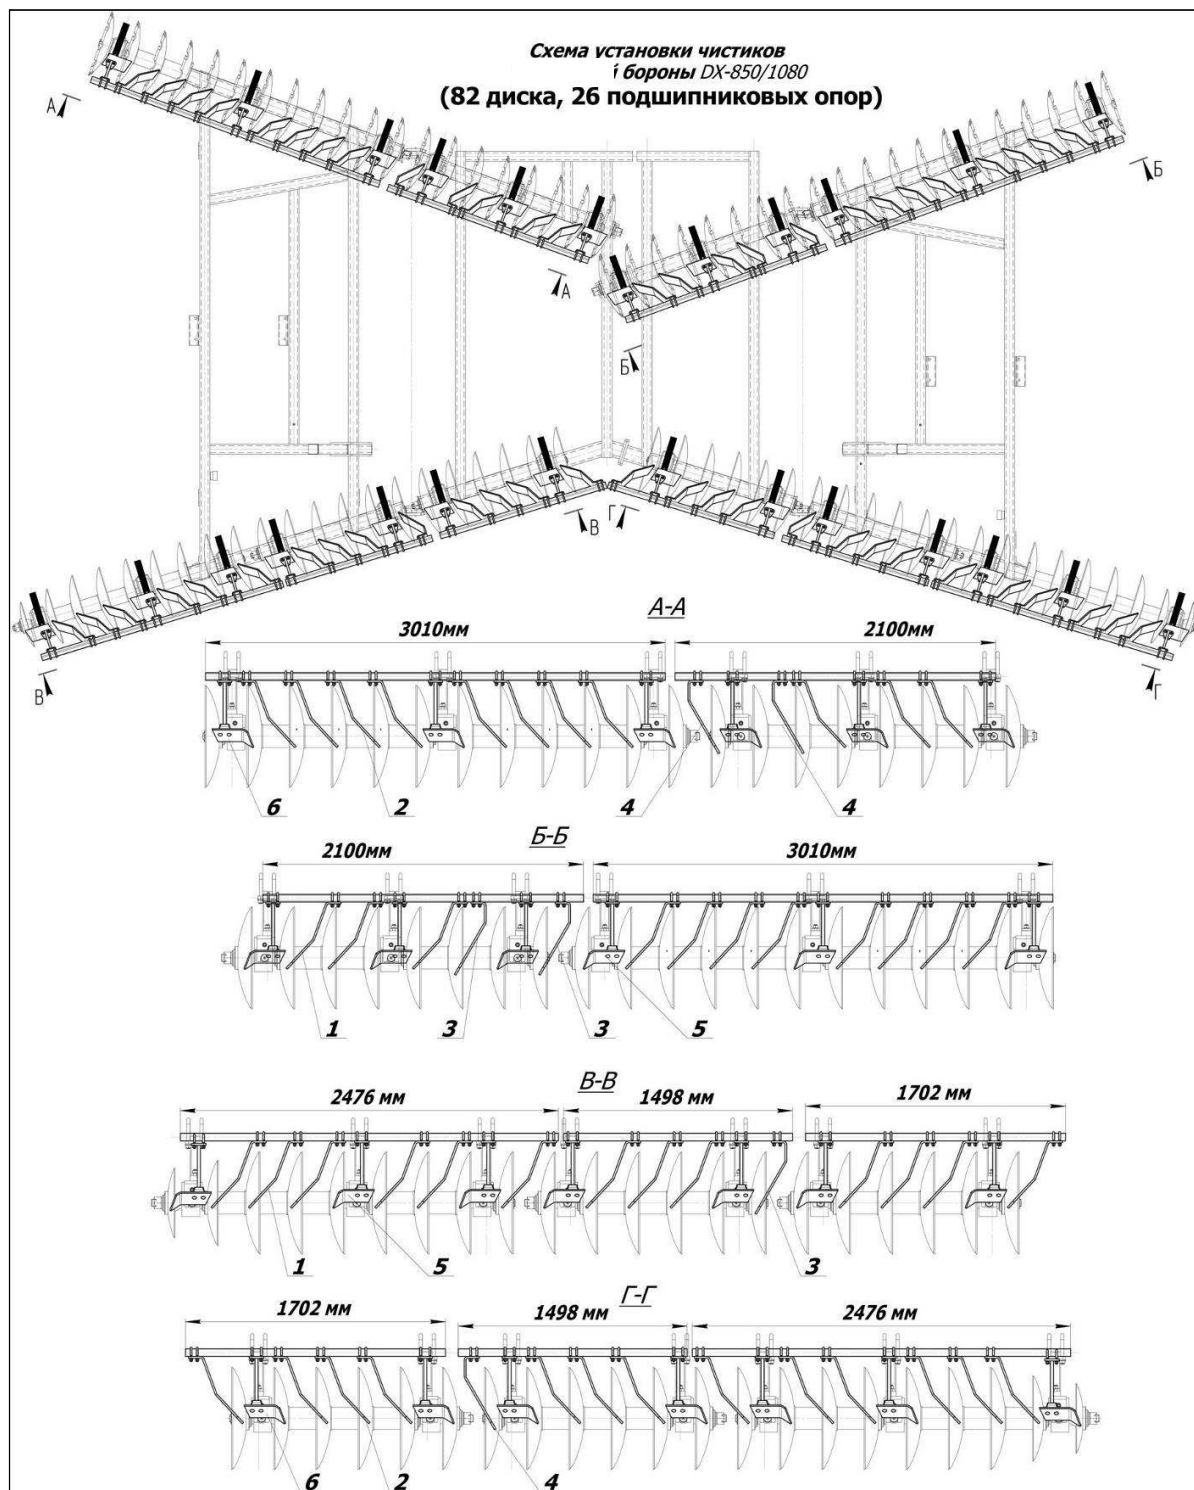 Схема установки чистиков
бороны DX-850/1080
(82 диска, 26 подшипниковых опор)
А
Б
А
Б
В
Г
В
Г
А-А
3010мм
2100мм
6
2
4
4
Б-Б
2100мм
3010мм
1
3
3
5
В-В
2476 мм
1498 мм
1702 мм
1
5
3
Г-Г
1702 мм
1498 мм
2476 мм
6
2
4